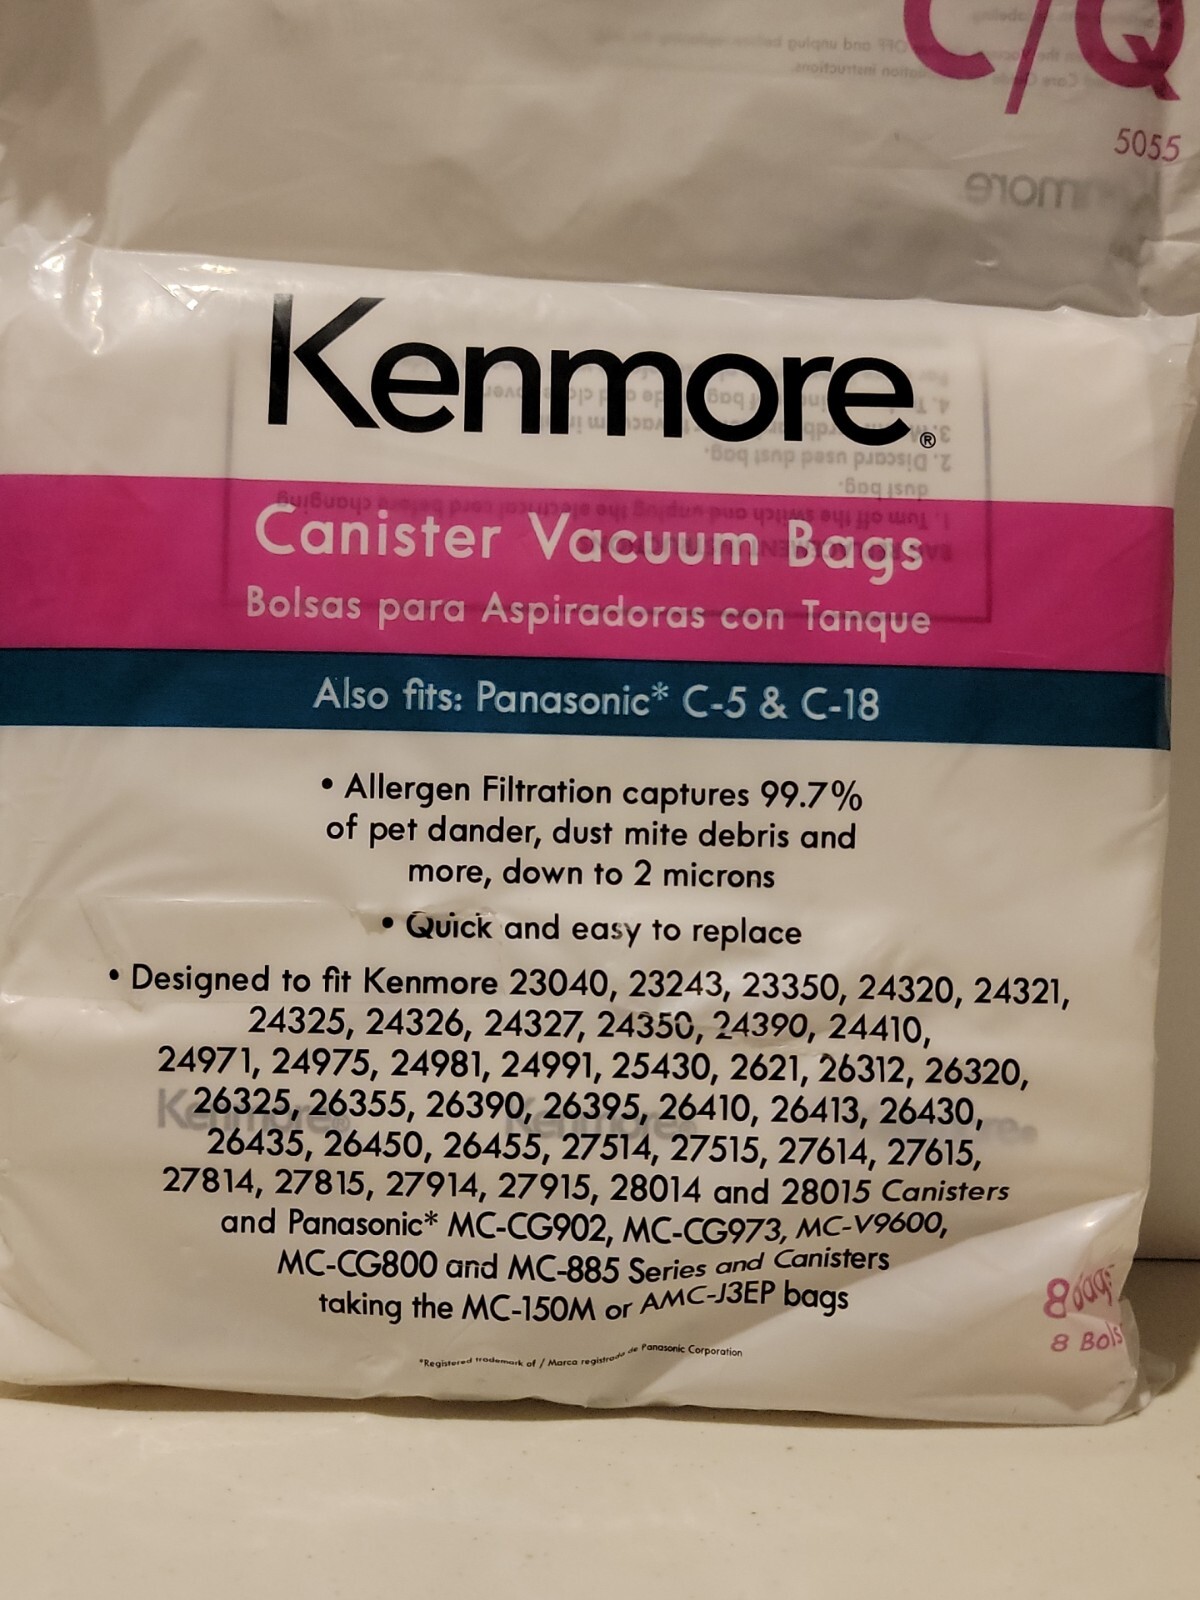 C/Q
5055
Kenmore®
Canister Vacuum Bags
Bolsas para Aspiradoras con Tanque
Also fits: Panasonic* C-5 & C-18
• Allergen Filtration captures 99.7%
of pet dander, dust mite debris and
more, down to 2 microns
• Quick and easy to replace
• Designed to fit Kenmore 23040, 23243, 23350, 24320, 24321,
24325, 24326, 24327, 24350, 24390, 24410,
24971, 24975, 24981, 24991, 25430, 2621, 26312, 26320,
26325, 26355, 26390, 26395, 26410, 26413, 26430,
26435, 26450, 26455, 27514, 27515, 27614, 27615,
27814, 27815, 27914, 27915, 28014 and 28015 Canisters
and Panasonic* MC-CG902, MC-CG973, MC-V9600,
MC-CG800 and MC-885 Series and Canisters
taking the MC-150M or AMC-J3EP bags
8 bags
8 Bols
*Registered trademark of / Marca registrada de Panasonic Corporation